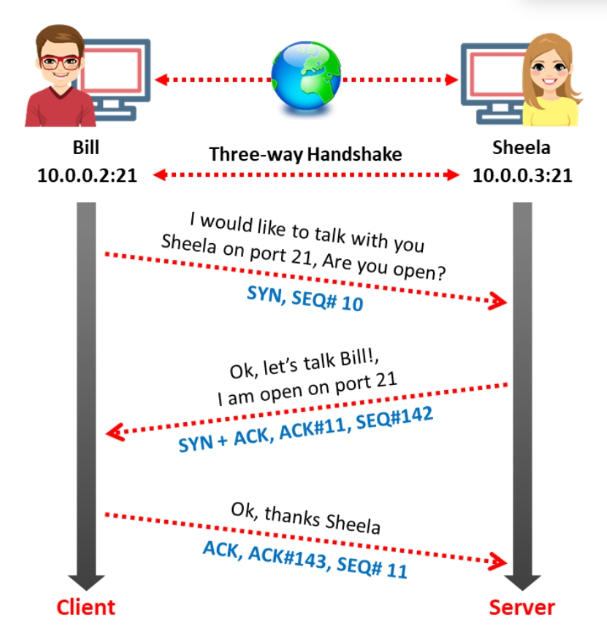 Bill
10.0.0.2:21
Three-way Handshake
Sheela
10.0.0.3:21
I would like to talk with you
Sheela on port 21, Are you open?
SYN, SEQ# 10
Ok, let’s talk Bill!,
I am open on port 21
SYN + ACK, ACK#11, SEQ#142
Ok, thanks Sheela
ACK, ACK#143, SEQ# 11
Client
Server